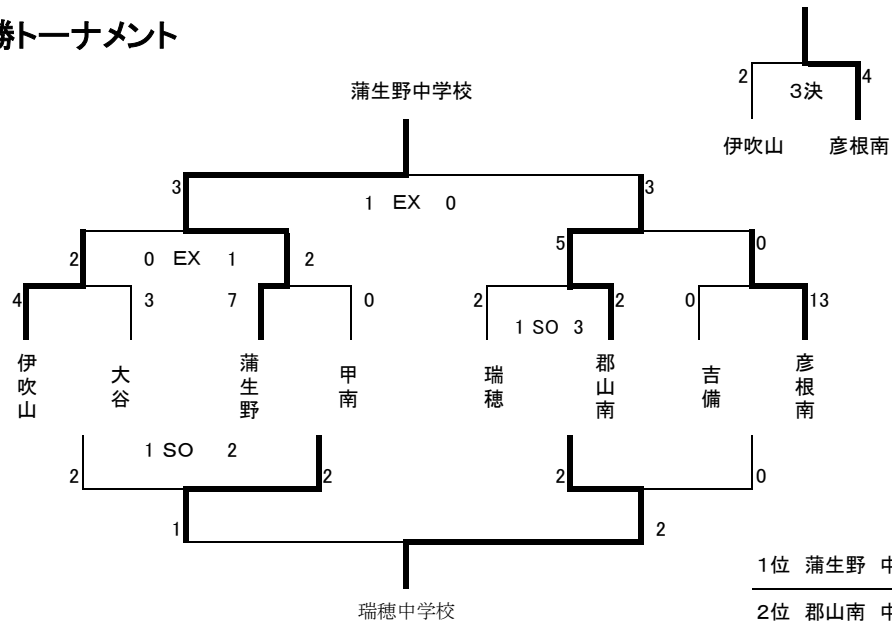 勝トーナメント
2 4
3決
伊吹山 彦根南
蒲生野中学校
3 3
1 EX 0
2 0 EX 1 2 5 0
4 3 7 0 2 2 0 13
1 SO 3
伊吹山
大谷
蒲生野
甲南
瑞穂
郡山南
吉備
彦根南
1 SO 2
2 2 2 0
1 2
瑞穂中学校
1位 蒲生野 中
2位 郡山南 中